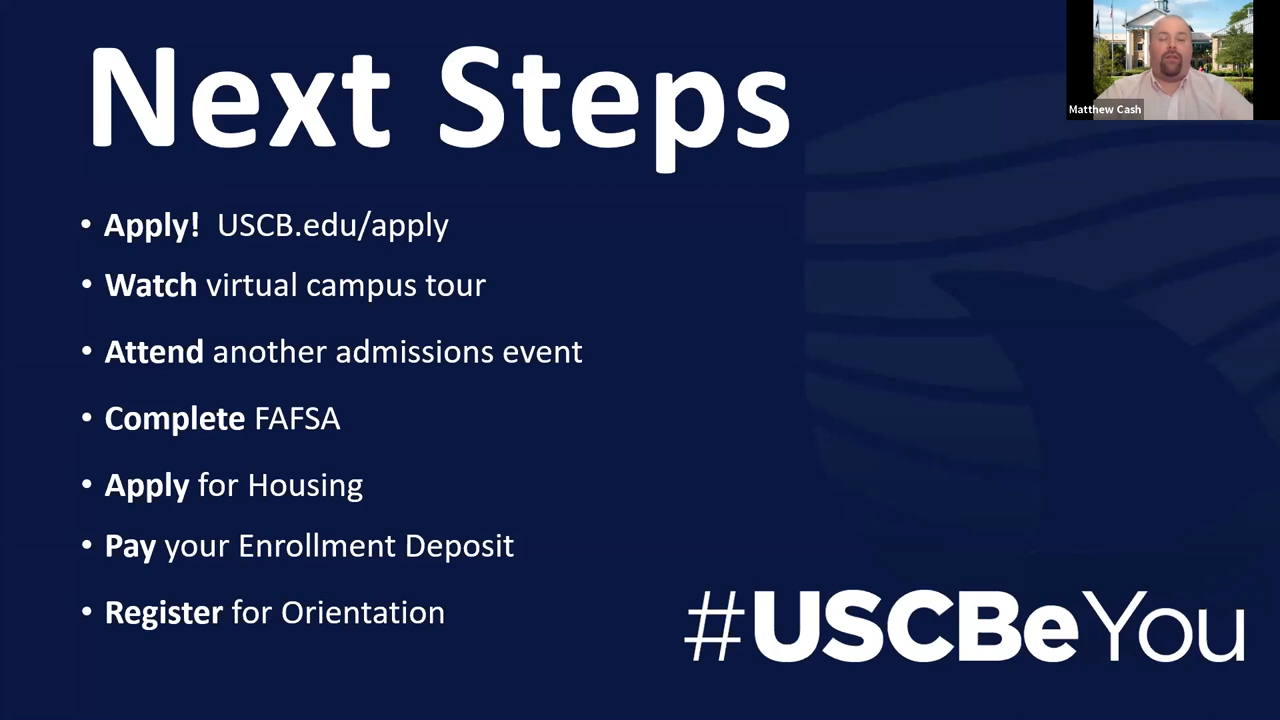 Next Steps
Matthew Cash
• Apply! USCB.edu/apply
• Watch virtual campus tour
• Attend another admissions event
• Complete FAFSA
• Apply for Housing
• Pay your Enrollment Deposit
• Register for Orientation
#USCBeYou